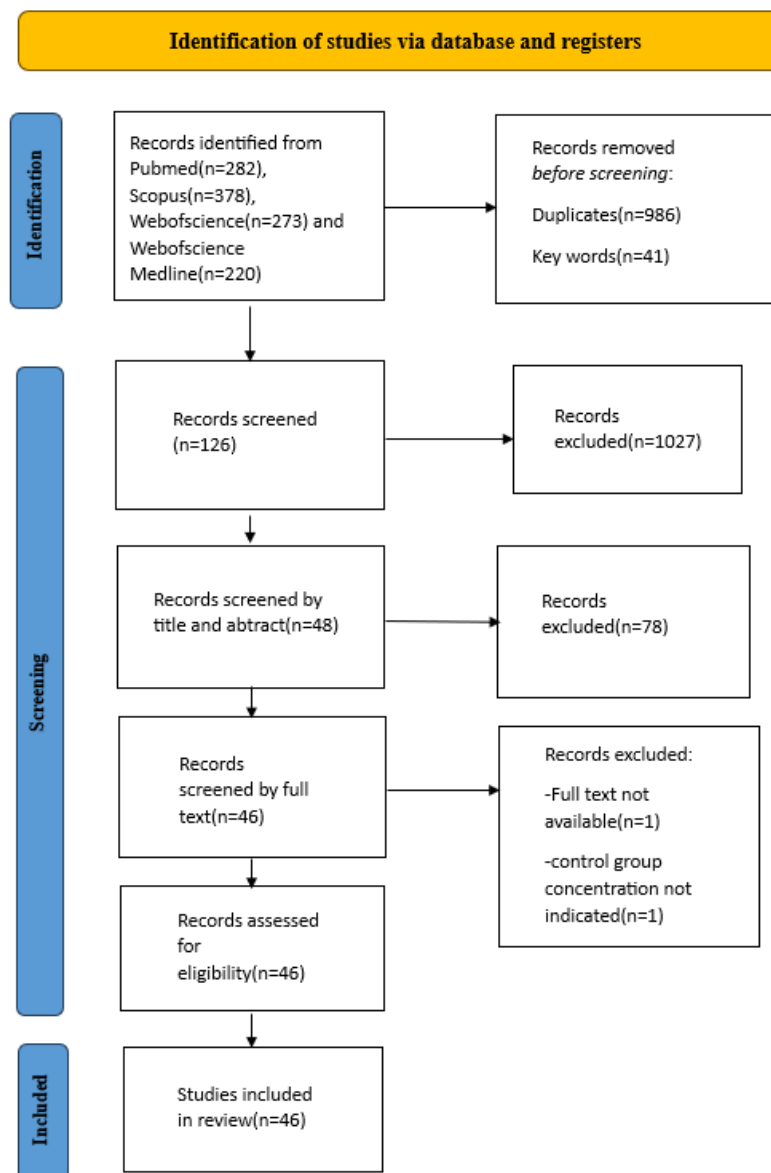 Identification of studies via database and registers
Identification
Records identified from
Pubmed(n=282),
Scopus(n=378),
Webofscience(n=273) and
Webofscience
Medline(n=220)
Records removed
before screening:
Duplicates(n=986)
Key words(n=41)
Screening
Records screened
(n=126)
Records
excluded(n=1027)
Records screened by
title and abtract(n=48)
Records
excluded(n=78)
Records
screened by full
text(n=46)
Records excluded:
-Full text not
available(n=1)
-control group
concentration not
indicated(n=1)
Records assessed
for
eligibility(n=46)
Included
Studies included
in review(n=46)